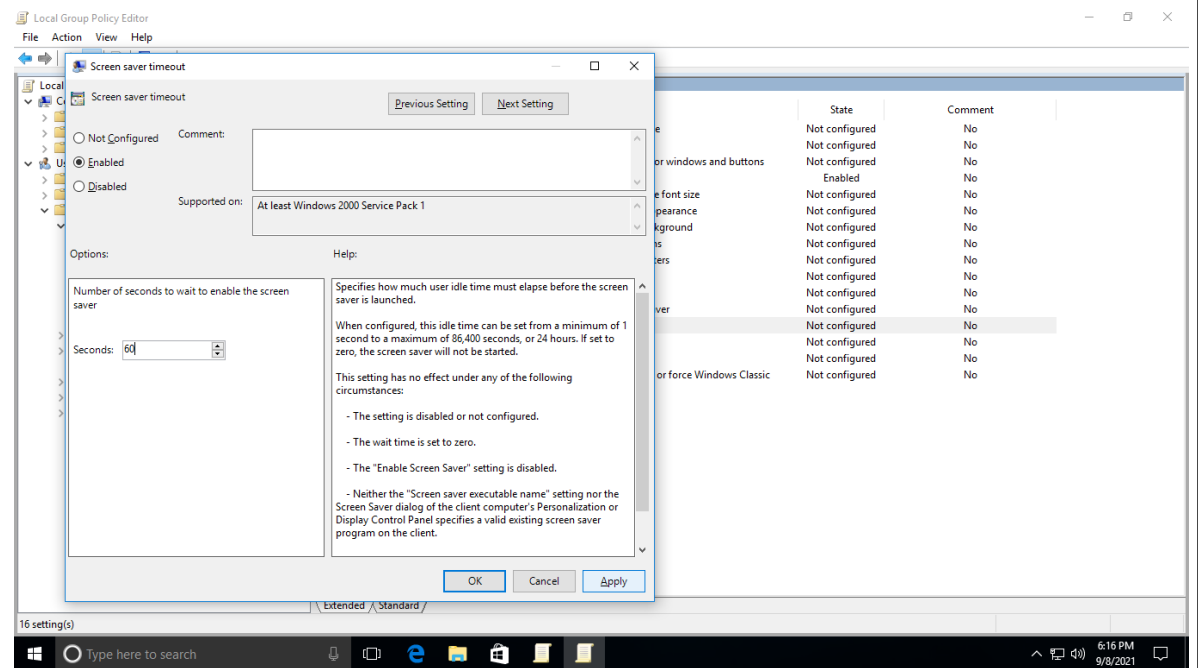 Local Group Policy Editor
File Action View Help
Screen saver timeout
Screen saver timeout
Previous Setting Next Setting
Not Configured
Enabled
Disabled
Comment:
Supported on:
At least Windows 2000 Service Pack 1
Options:
Help:
Number of seconds to wait to enable the screen
saver
Seconds: 60
Specifies how much user idle time must elapse before the screen
saver is launched.
When configured, this idle time can be set from a minimum of 1
second to a maximum of 86,400 seconds, or 24 hours. If set to
zero, the screen saver will not be started.
This setting has no effect under any of the following
circumstances:
- The setting is disabled or not configured.
- The wait time is set to zero.
- The "Enable Screen Saver" setting is disabled.
- Neither the "Screen saver executable name" setting nor the
Screen Saver dialog of the client computer's Personalization or
Display Control Panel specifies a valid existing screen saver
program on the client.
OK Cancel Apply
Local
State Comment
Not configured No
Not configured No
or windows and buttons Not configured No
Enabled No
font size Not configured No
Not configured No
Not configured No
Not configured No
Not configured No
Not configured No
Not configured No
Not configured No
Not configured No
Not configured No
Not configured No
or force Windows Classic Not configured No
Extended Standard
16 setting(s)
Type here to search
6:16 PM
9/8/2021